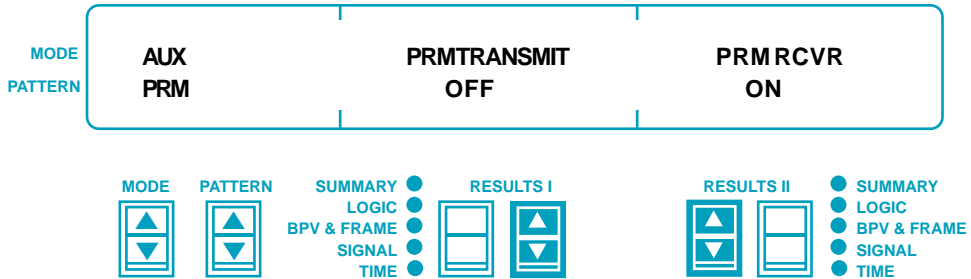 MODE AUX PRMTRANSMIT PRM RCVR
PATTERN PRM OFF ON
MODE PATTERN SUMMARY RESULTS I RESULTS II SUMMARY
LOGIC LOGIC
BPV & FRAME BPV & FRAME
SIGNAL SIGNAL
TIME TIME